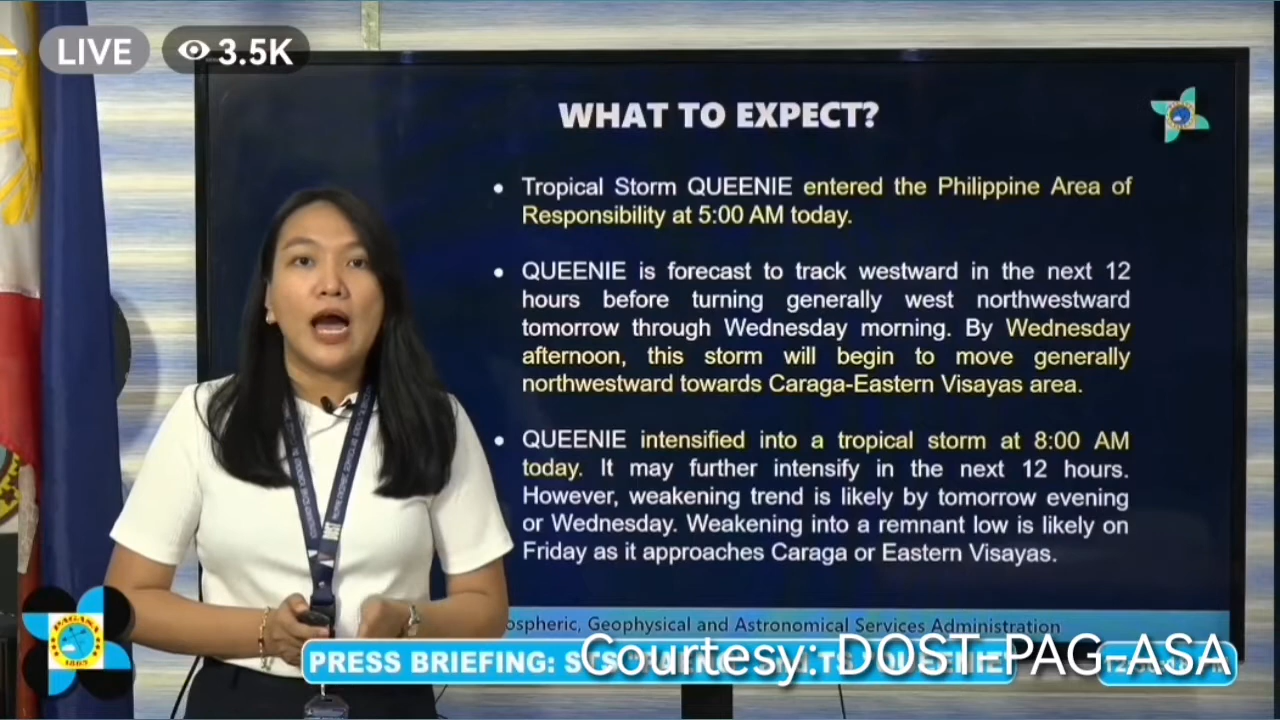 LIVE
3.5K
WHAT TO EXPECT?
• Tropical Storm QUEENIE entered the Philippine Area of
Responsibility at 5:00 AM today.
• QUEENIE is forecast to track westward in the next 12
hours before turning generally west northwestward
tomorrow through Wednesday morning. By Wednesday
afternoon, this storm will begin to move generally
northwestward towards Caraga-Eastern Visayas area.
• QUEENIE intensified into a tropical storm at 8:00 AM
today. It may further intensify in the next 12 hours.
However, weakening trend is likely by tomorrow evening
or Wednesday. Weakening into a remnant low is likely on
Friday as it approaches Caraga or Eastern Visayas.
ospheric, Geophysical and Astronomical Services Administration
PAGASA
1865
PRESS BRIEFING: STS
Courtesy: DOST-PAG-ASA